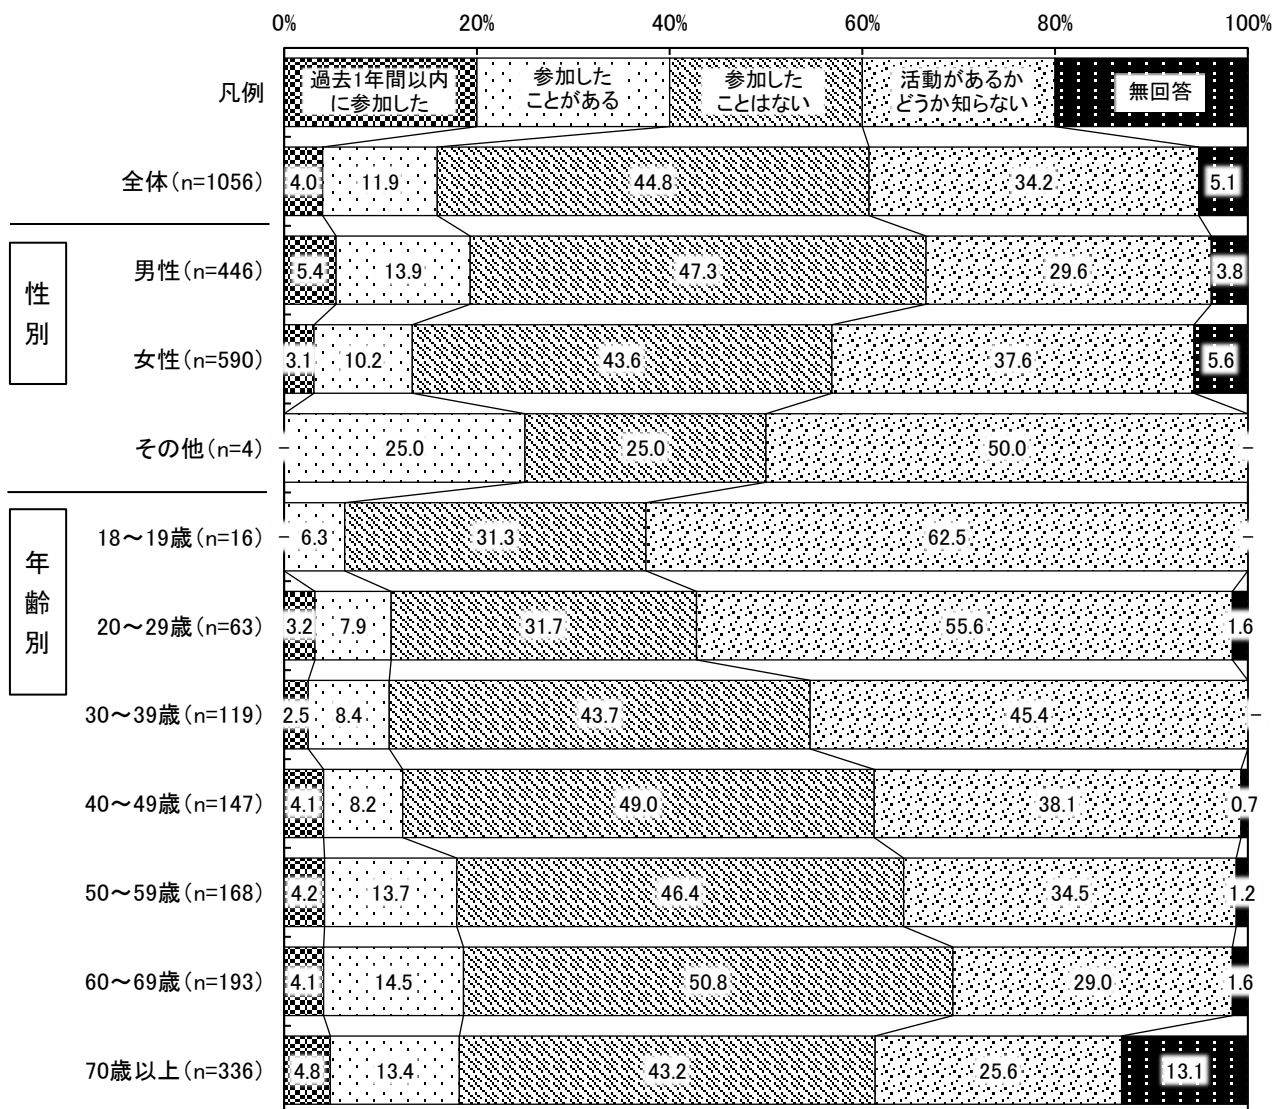 0% 20% 40% 60% 80% 100%
凡例
過去1年間以内
に参加した
参加した
ことがある
参加した
ことはない
活動があるか
どうか知らない
無回答
全体(n=1056) 4.0 11.9 44.8 34.2 5.1
性別
男性(n=446) 5.4 13.9 47.3 29.6 3.8
女性(n=590) 3.1 10.2 43.6 37.6 5.6
その他(n=4) - 25.0 25.0 50.0 -
年齢別
18~19歳(n=16) - 6.3 31.3 62.5 -
20~29歳(n=63) 3.2 7.9 31.7 55.6 1.6
30~39歳(n=119) 2.5 8.4 43.7 45.4 -
40~49歳(n=147) 4.1 8.2 49.0 38.1 0.7
50~59歳(n=168) 4.2 13.7 46.4 34.5 1.2
60~69歳(n=193) 4.1 14.5 50.8 29.0 1.6
70歳以上(n=336) 4.8 13.4 43.2 25.6 13.1